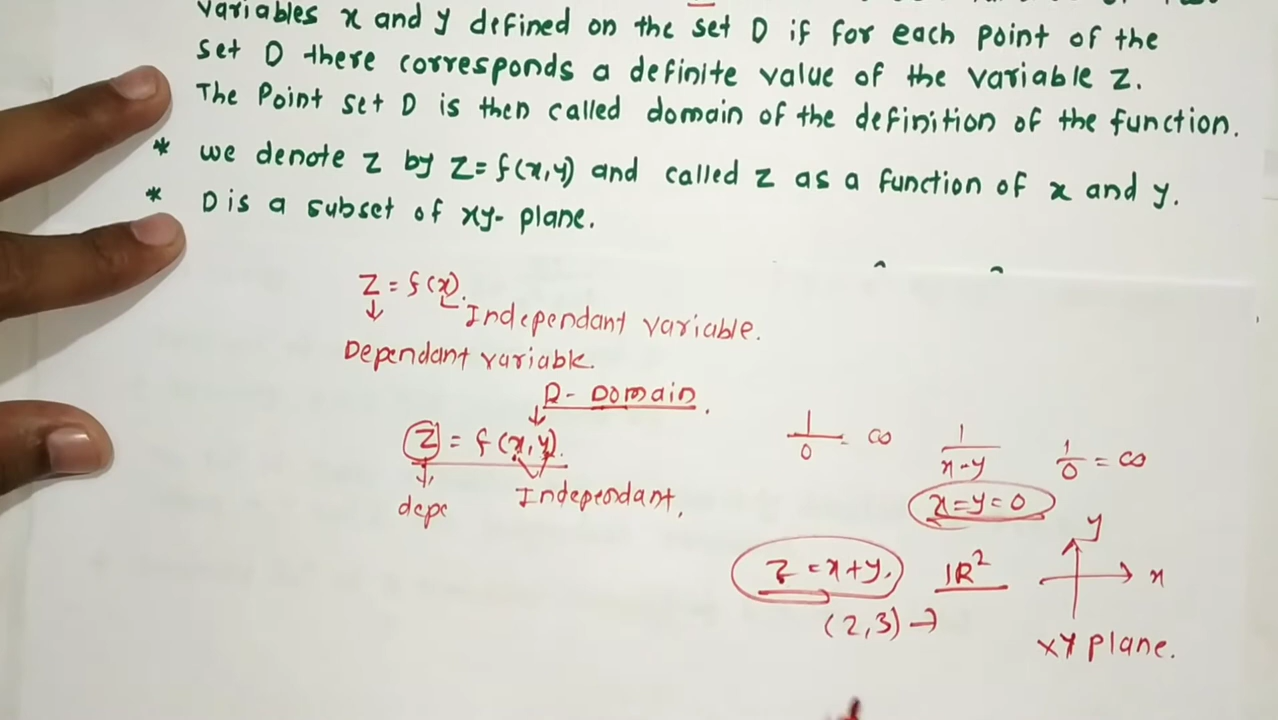 variables x and y defined on the set D if for each point of the
set D there corresponds a definite value of the variable z.
The Point set D is then called domain of the definition of the function.
* we denote z by z=f(x,y) and called z as a function of x and y.
* D is a subset of xy- plane.
z = f(x).
↓ Independant variable.
Dependant variable.
D- Domain.
z = f(x,y).
depe Independant.
1/0 = ∞
1/(x-y)
1/0 = ∞
x=y=0
z = x+y. IR²
(2,3) →
y
x
XY plane.